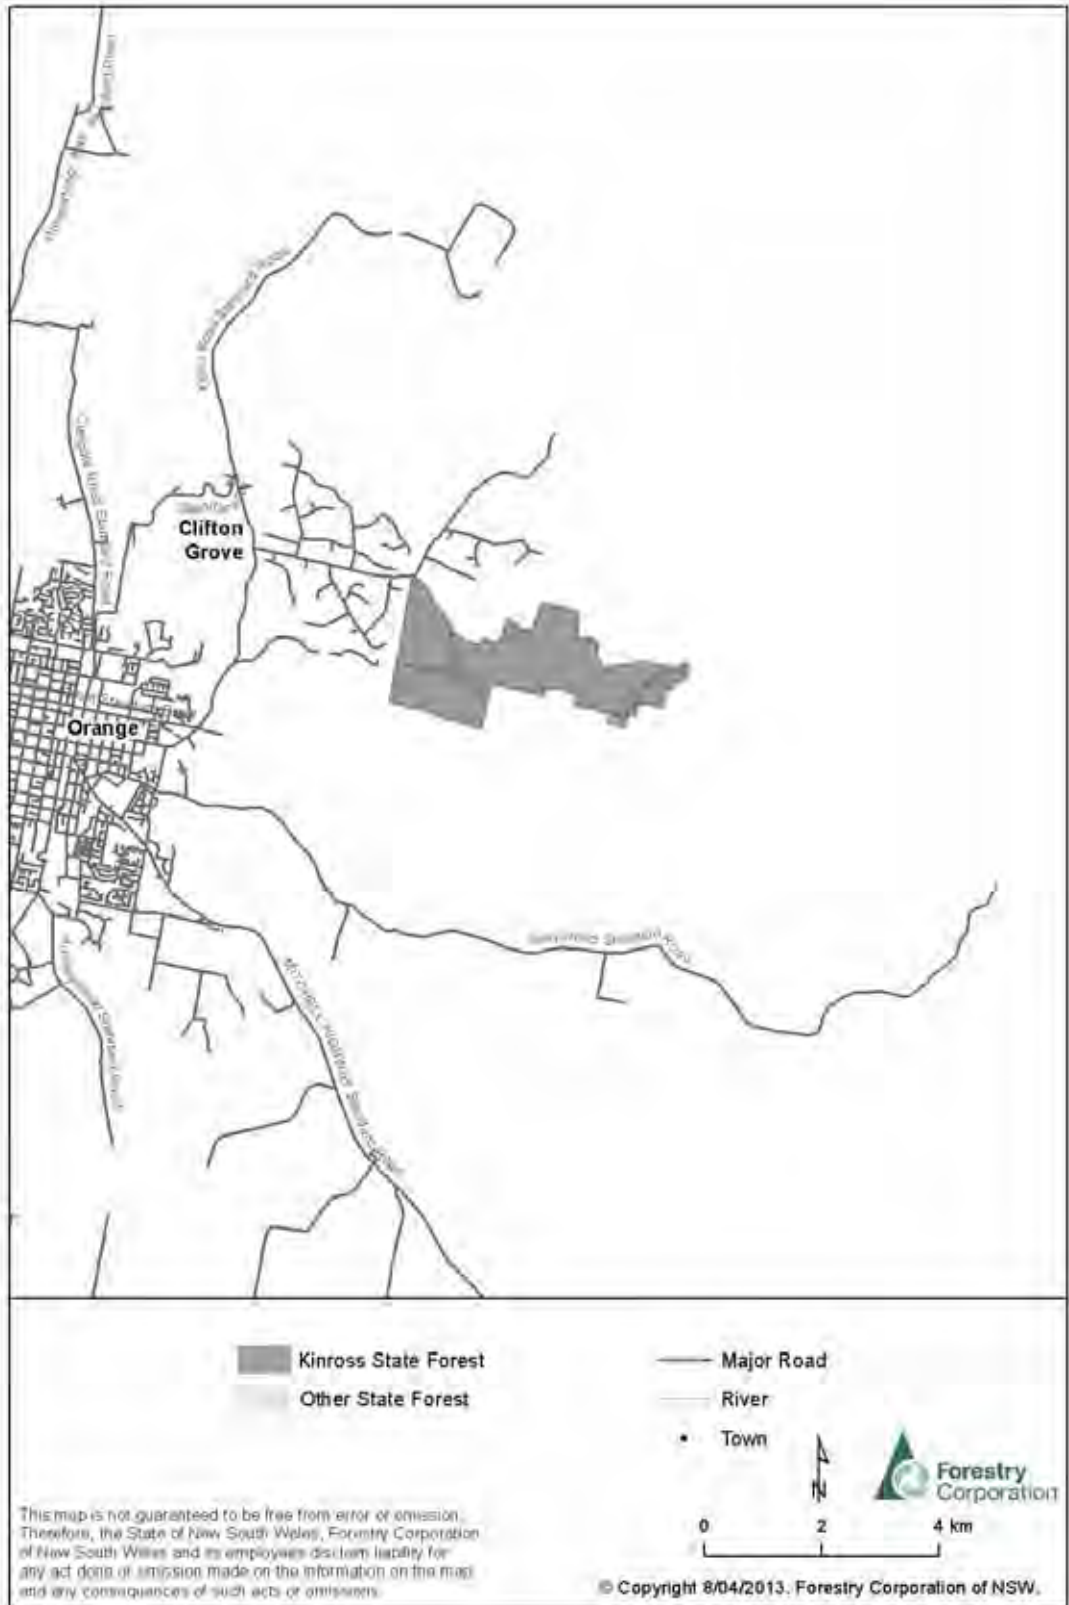 Clifton
Grove
Orange
Kinross State Forest
Other State Forest
Major Road
River
Town
N
Forestry
Corporation
This map is not guaranteed to be free from error or omission.
Therefore, the State of New South Wales, Forestry Corporation
of New South Wales and its employees disclaim liability for
any act done or omission made on the information on the map
and any consequences of such acts or omissions.
0 2 4 km
© Copyright 8/04/2013. Forestry Corporation of NSW.